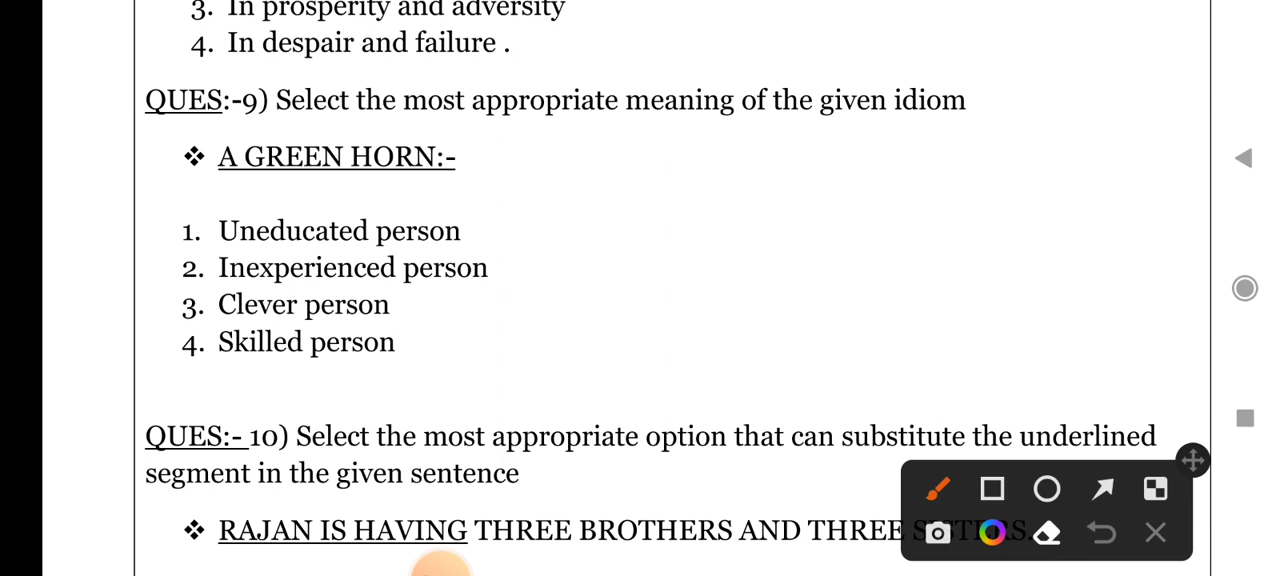 3. In prosperity and adversity
4. In despair and failure .
QUES:-9) Select the most appropriate meaning of the given idiom
❖ A GREEN HORN:-
1. Uneducated person
2. Inexperienced person
3. Clever person
4. Skilled person
QUES:- 10) Select the most appropriate option that can substitute the underlined
segment in the given sentence
❖ RAJAN IS HAVING THREE BROTHERS AND THREE SISTERS.